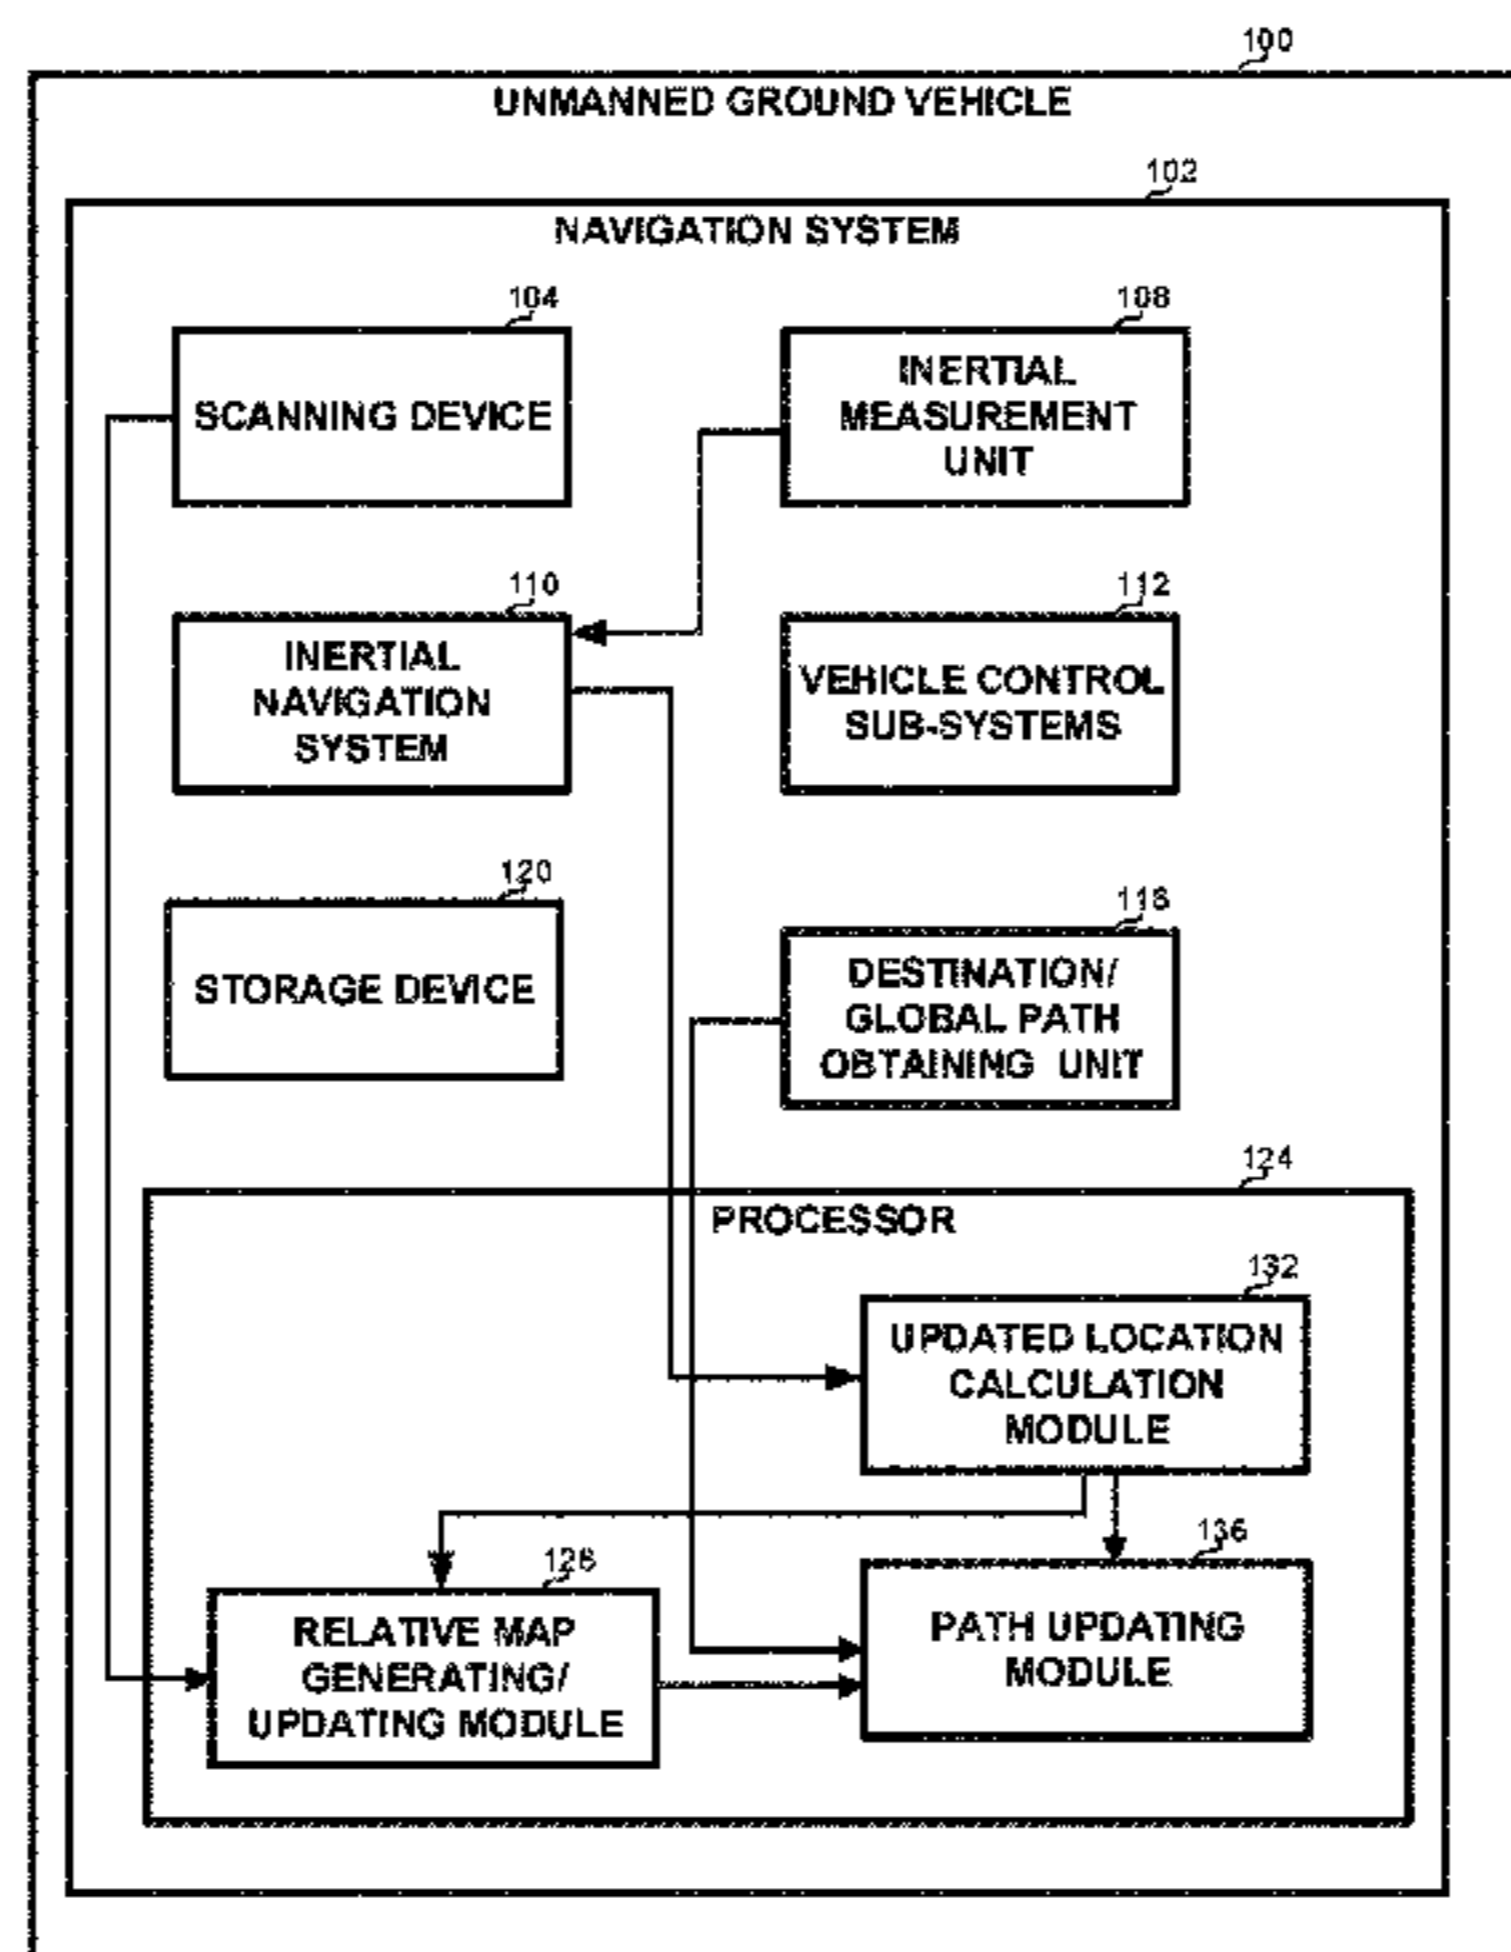 100
UNMANNED GROUND VEHICLE
102
NAVIGATION SYSTEM
104
SCANNING DEVICE
108
INERTIAL
MEASUREMENT
UNIT
110
INERTIAL
NAVIGATION
SYSTEM
112
VEHICLE CONTROL
SUB-SYSTEMS
120
STORAGE DEVICE
DESTINATION/
GLOBAL PATH
OBTAINING UNIT
124
PROCESSOR
132
UPDATED LOCATION
CALCULATION
MODULE
RELATIVE MAP
GENERATING/
UPDATING MODULE
136
PATH UPDATING
MODULE